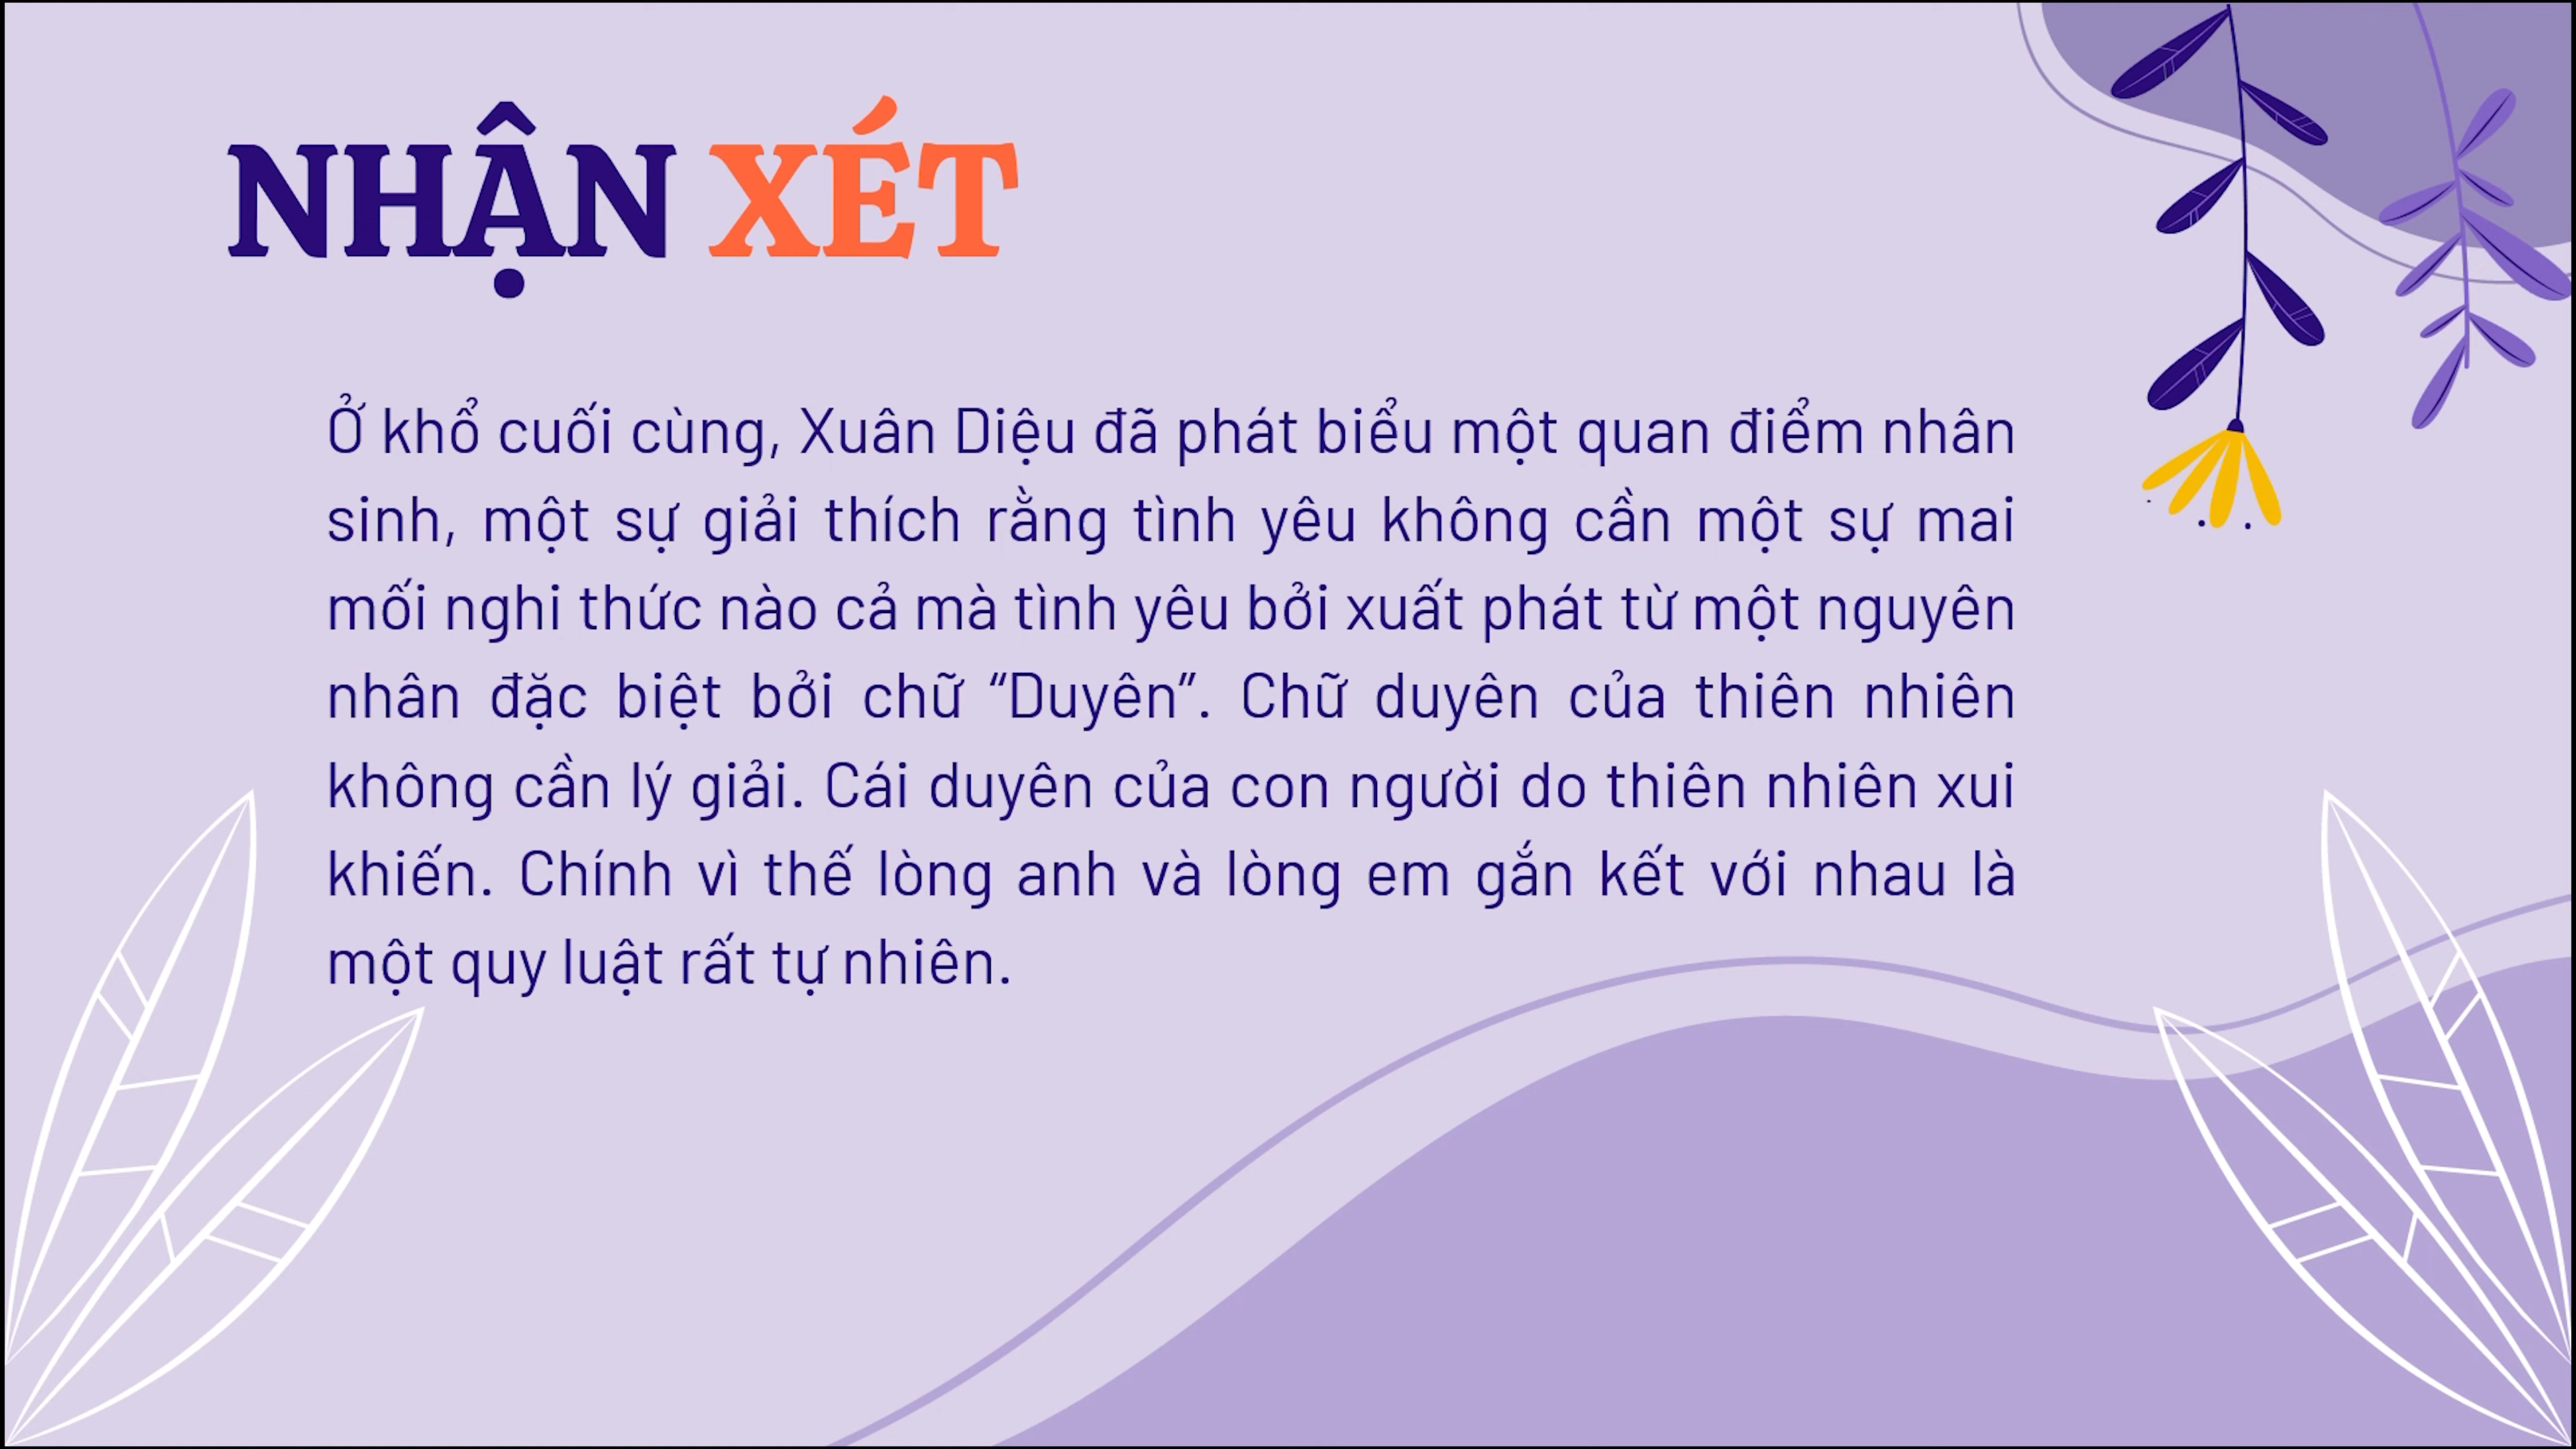 NHẬN XÉT
Ở khổ cuối cùng, Xuân Diệu đã phát biểu một quan điểm nhân
sinh, một sự giải thích rằng tình yêu không cần một sự mai
mối nghi thức nào cả mà tình yêu bởi xuất phát từ một nguyên
nhân đặc biệt bởi chữ “Duyên”. Chữ duyên của thiên nhiên
không cần lý giải. Cái duyên của con người do thiên nhiên xui
khiến. Chính vì thế lòng anh và lòng em gắn kết với nhau là
một quy luật rất tự nhiên.